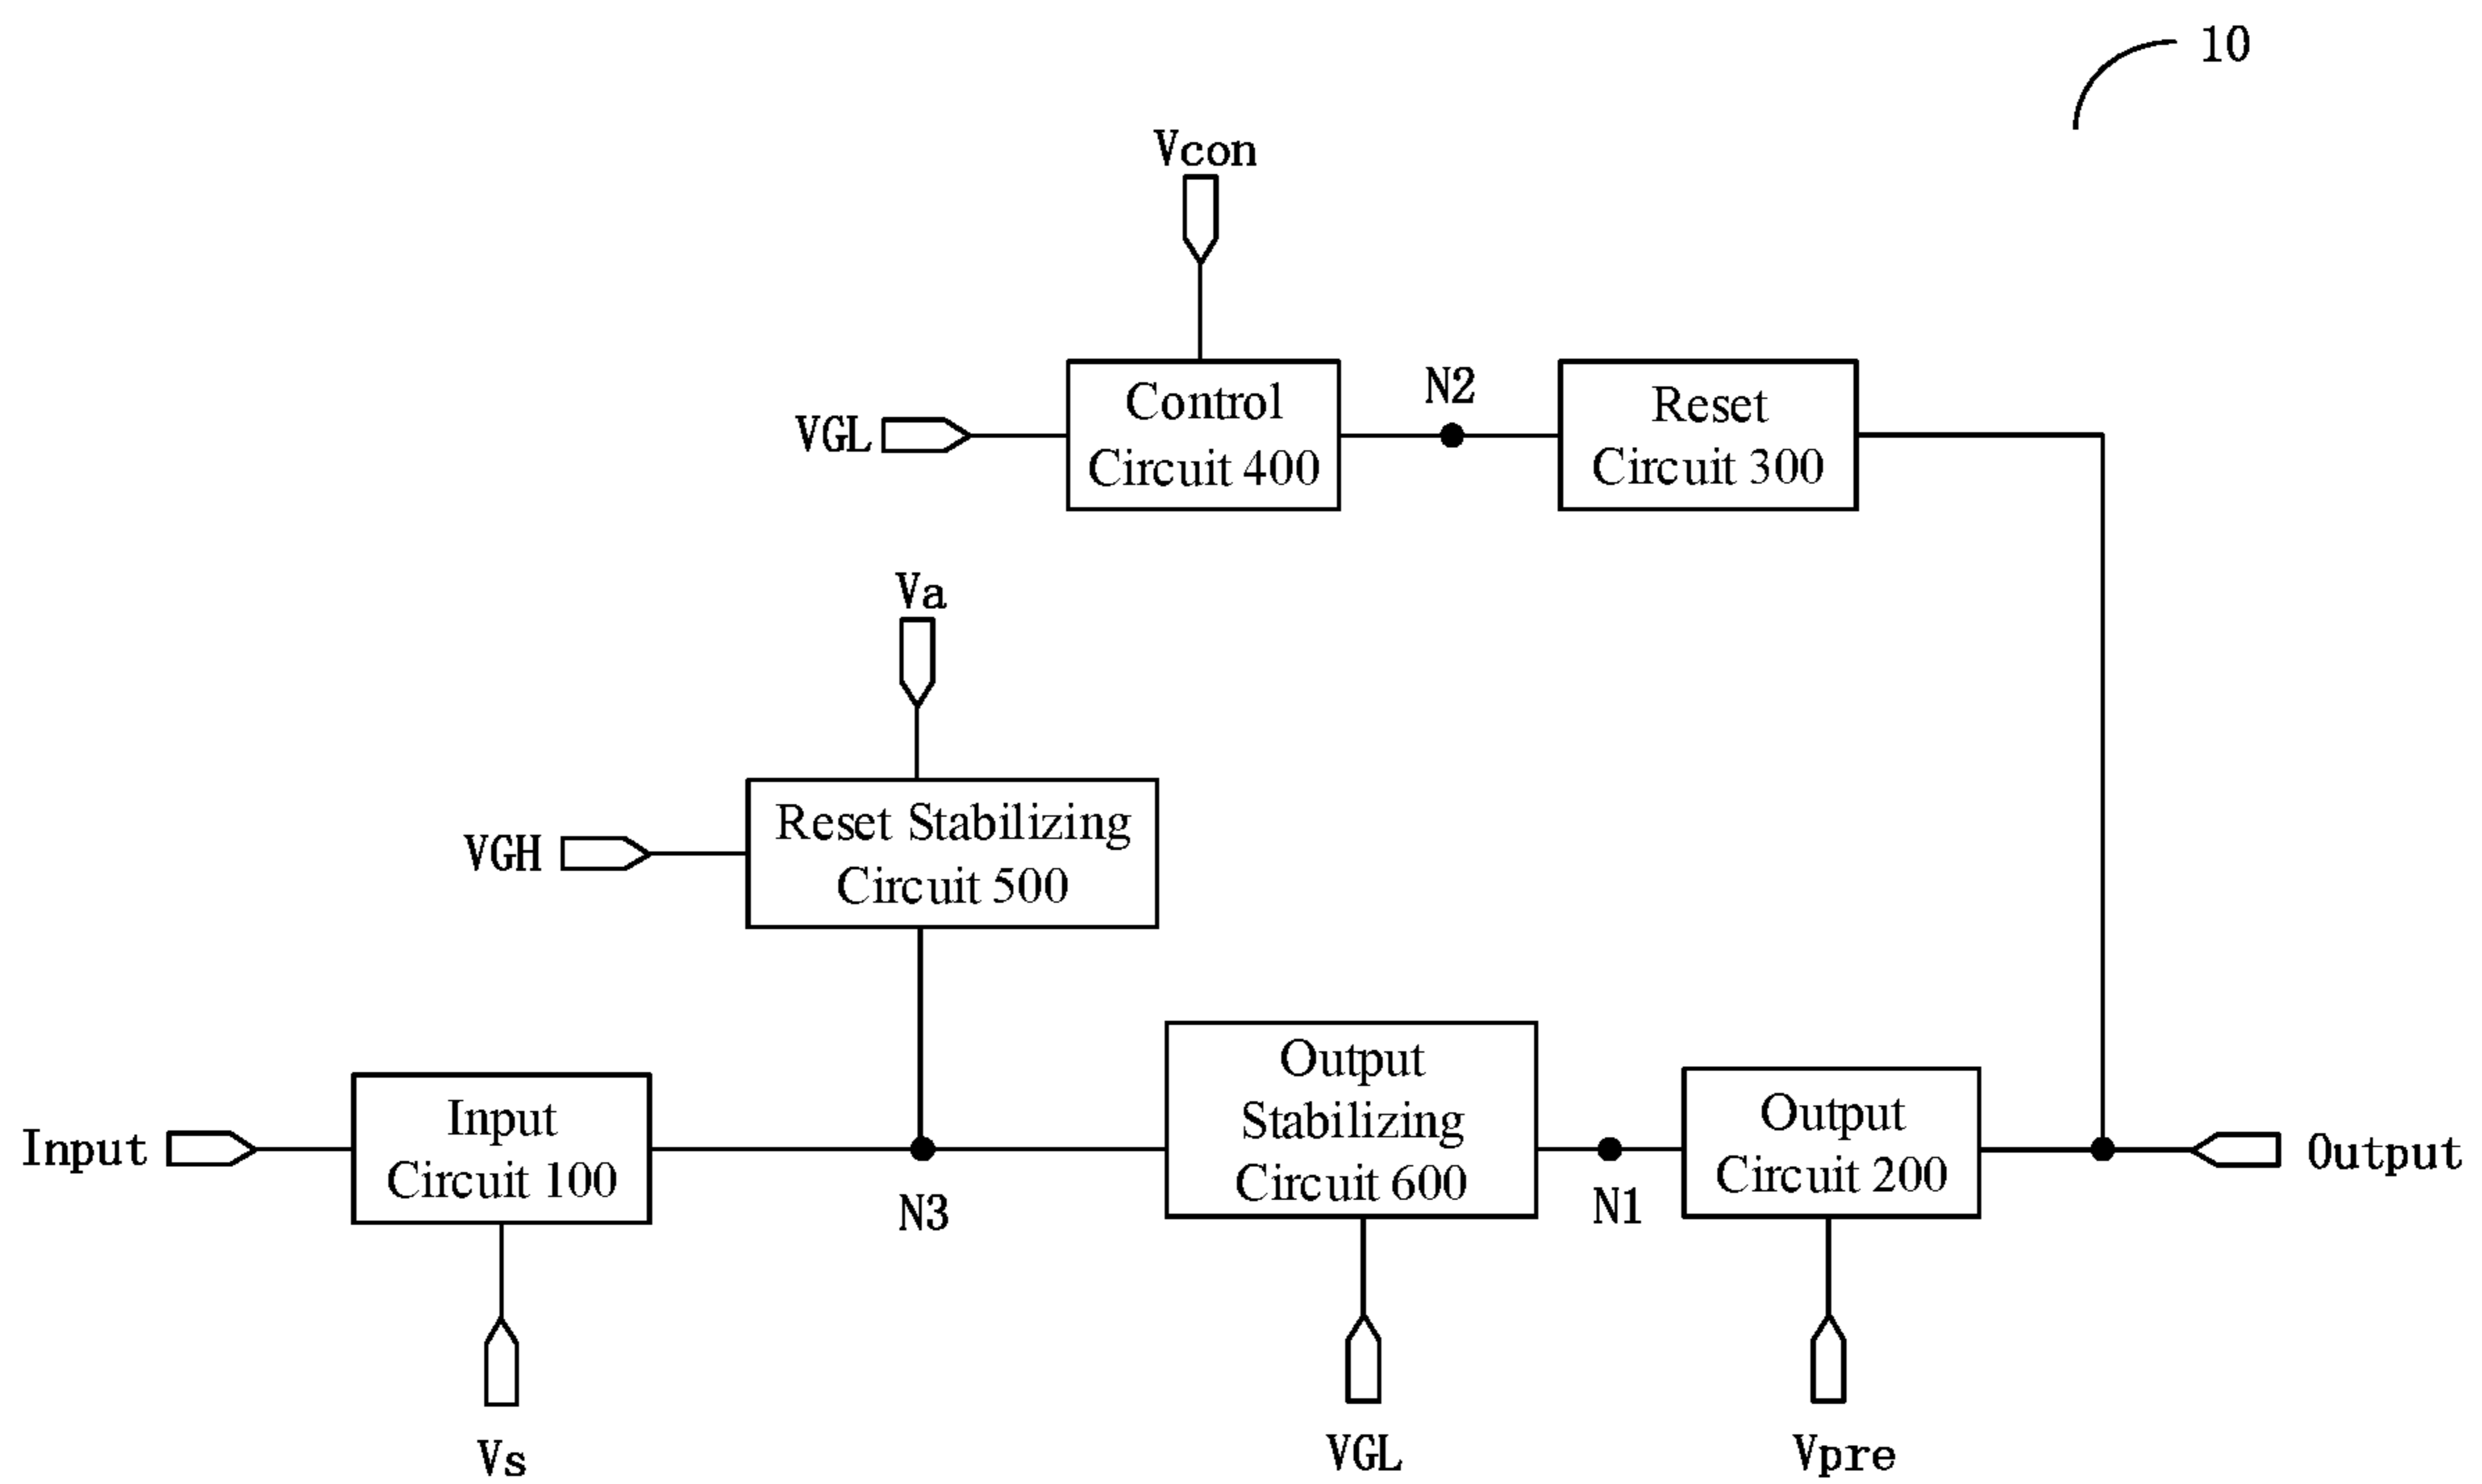 10
Vcon
VGL
Control
Circuit 400
N2
Reset
Circuit 300
Va
VGH
Reset Stabilizing
Circuit 500
Input
Input
Circuit 100
N3
Output
Stabilizing
Circuit 600
N1
Output
Circuit 200
Output
Vs
VGL
Vpre